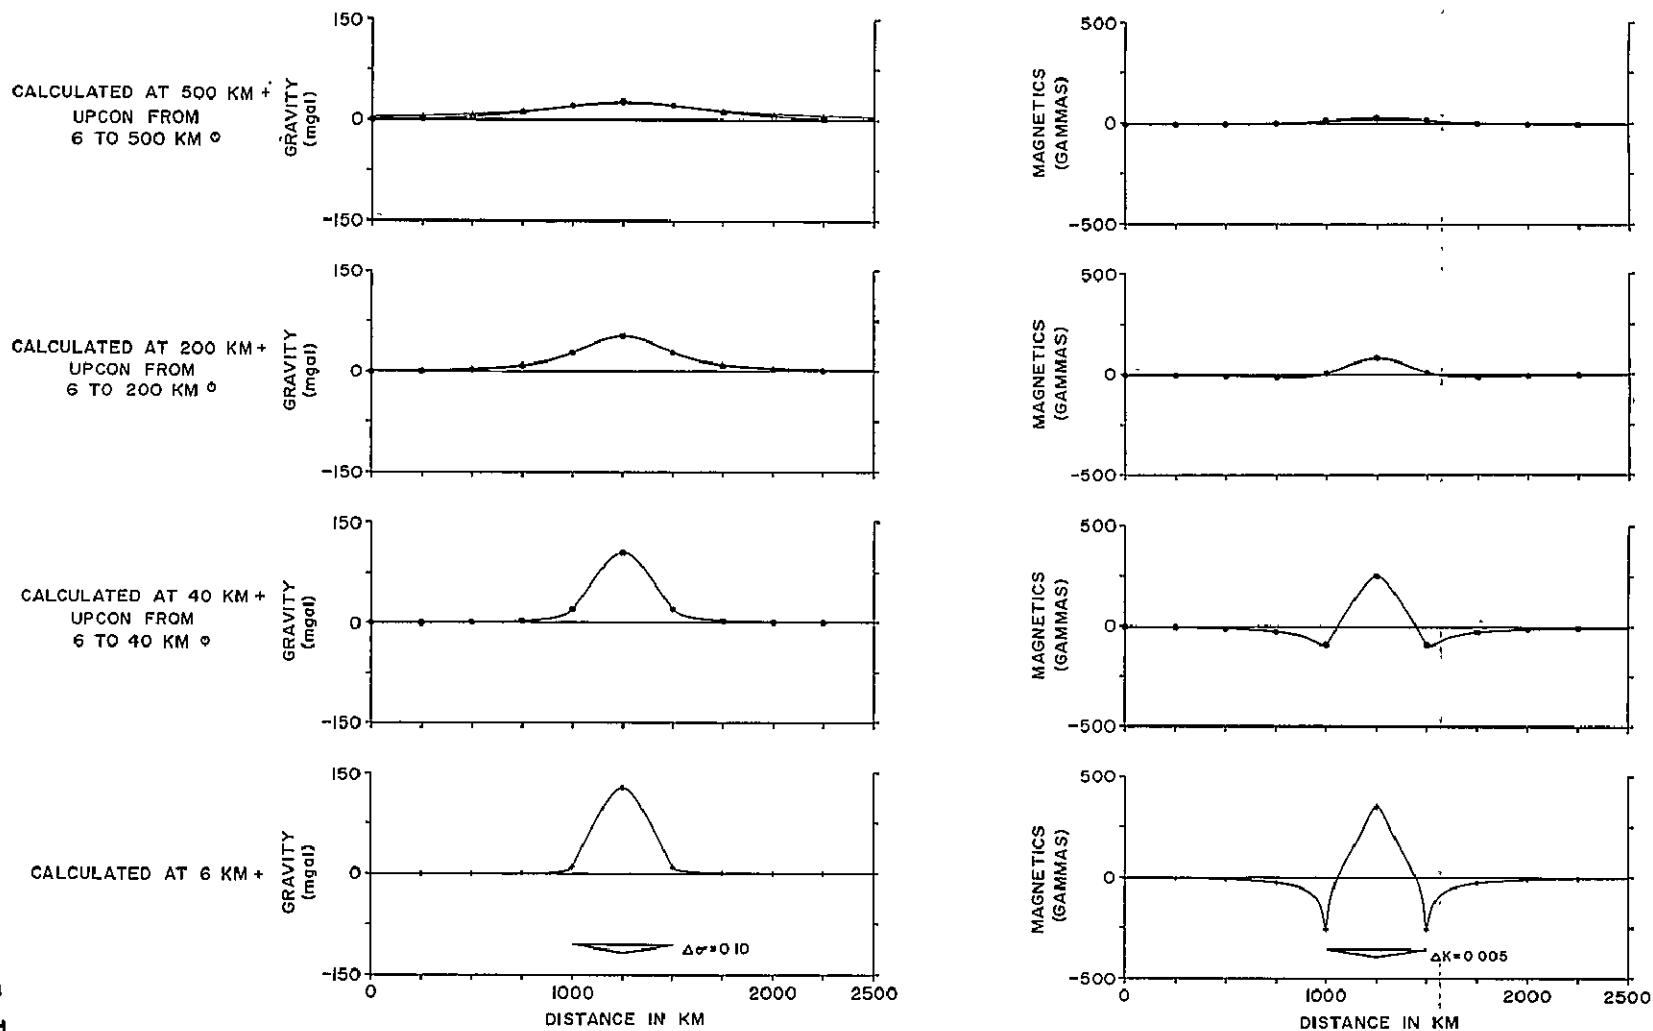 150
0
-150
GRAVITY
(mgal)
CALCULATED AT 500 KM +
UPCON FROM
6 TO 500 KM ⊙
500
0
-500
MAGNETICS
(GAMMAS)
150
0
-150
GRAVITY
(mgal)
CALCULATED AT 200 KM +
UPCON FROM
6 TO 200 KM ⊙
500
0
-500
MAGNETICS
(GAMMAS)
150
0
-150
GRAVITY
(mgal)
CALCULATED AT 40 KM +
UPCON FROM
6 TO 40 KM ⊙
500
0
-500
MAGNETICS
(GAMMAS)
150
0
-150
GRAVITY
(mgal)
CALCULATED AT 6 KM +
Δσ=0.10
0 1000 2000 2500
DISTANCE IN KM
500
0
-500
MAGNETICS
(GAMMAS)
ΔK=0.005
0 1000 2000 2500
DISTANCE IN KM